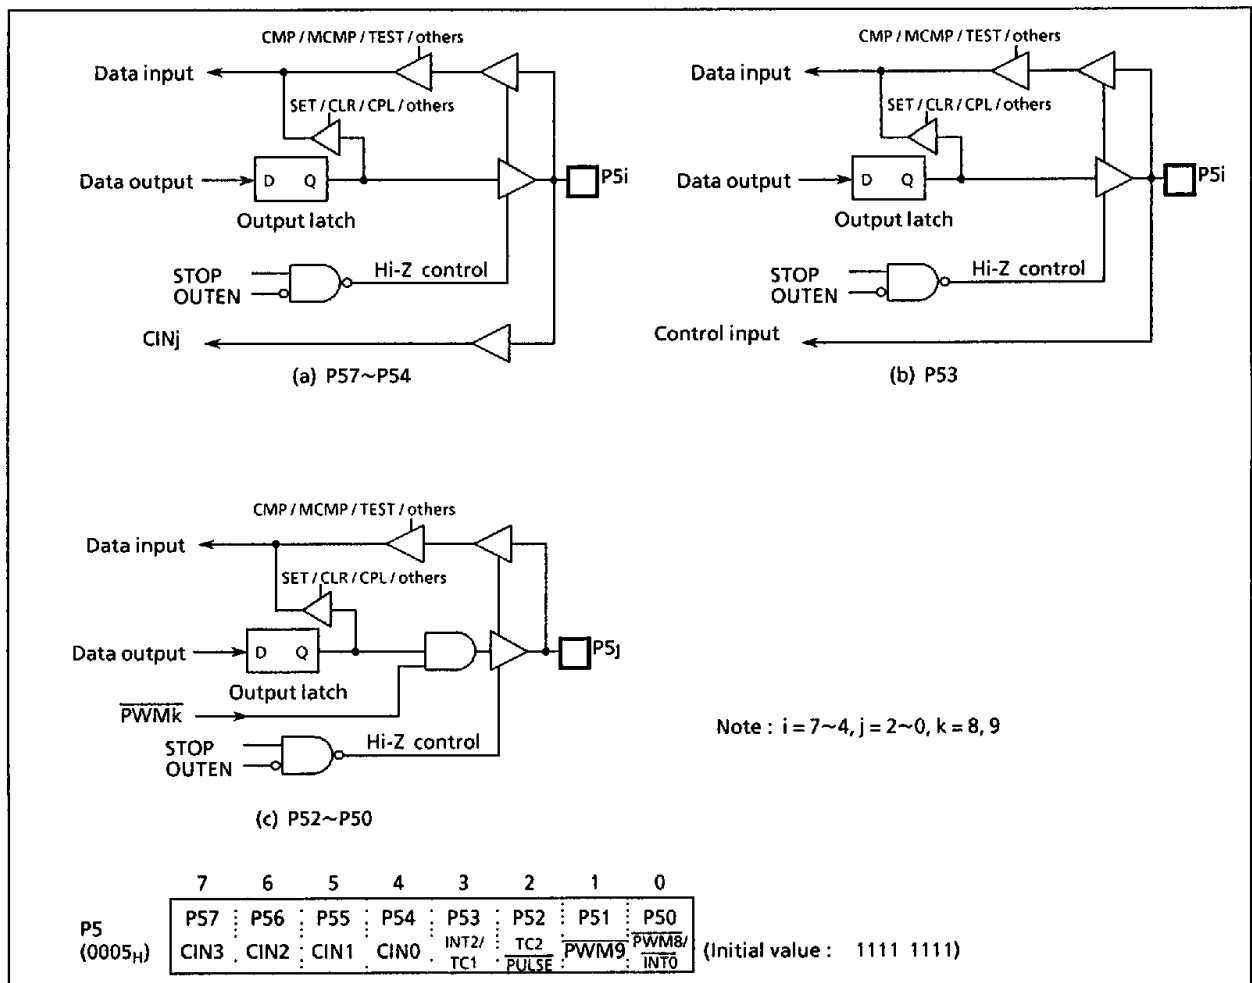 CMP / MCMP / TEST / others
Data input
SET / CLR / CPL / others
Data output
D Q
P5i
Output latch
STOP
OUTEN
Hi-Z control
CINj
(a) P57~P54
CMP / MCMP / TEST / others
Data input
SET / CLR / CPL / others
Data output
D Q
P5i
Output latch
STOP
OUTEN
Hi-Z control
Control input
(b) P53
CMP / MCMP / TEST / others
Data input
SET / CLR / CPL / others
Data output
D Q
P5j
Output latch
P̅W̅M̅k̅
STOP
OUTEN
Hi-Z control
(c) P52~P50
Note : i = 7~4, j = 2~0, k = 8, 9
7 6 5 4 3 2 1 0
P5
(0005H)
P57 P56 P55 P54 P53 P52 P51 P50
CIN3 CIN2 CIN1 CIN0 INT2/ TC1 TC2 P̅U̅L̅S̅E̅ P̅W̅M̅9̅ P̅W̅M̅8̅/ I̅N̅T̅0̅
(Initial value : 1111 1111)